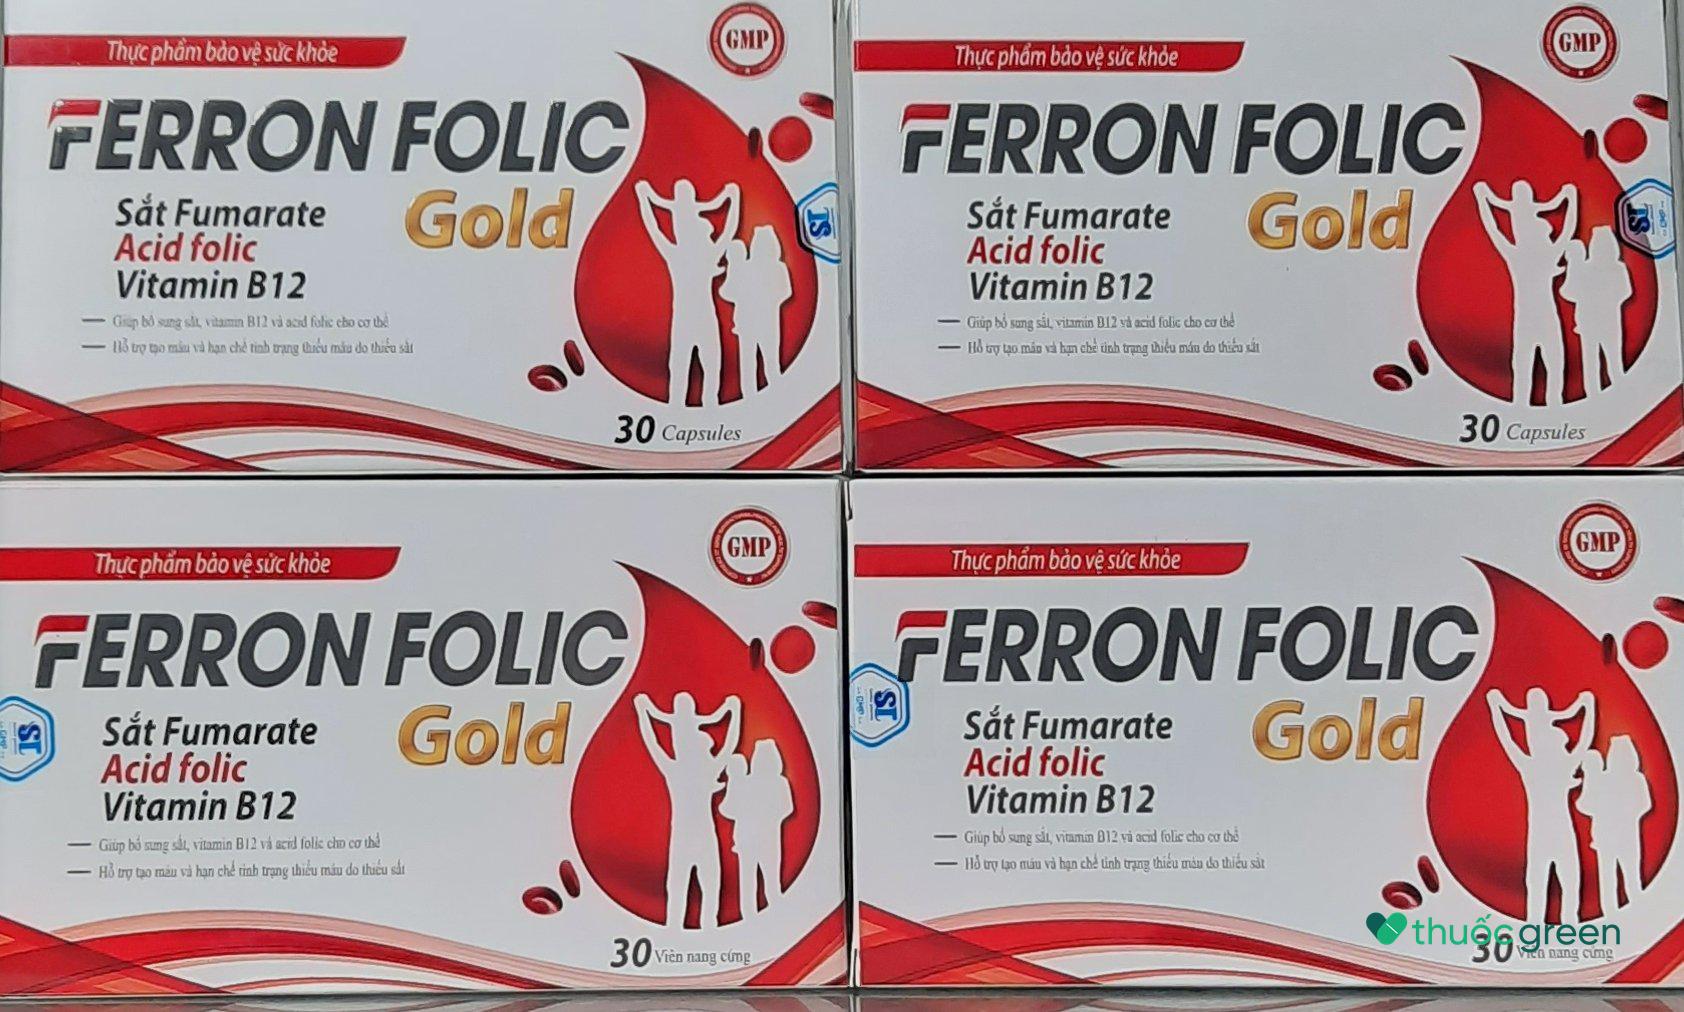 Thực phẩm bảo vệ sức khỏe
GMP
FERRON FOLIC
Gold
Sắt Fumarate
Acid folic
Vitamin B12
Giúp bổ sung sắt, vitamin B12 và acid folic cho cơ thể
Hỗ trợ tạo máu và hạn chế tình trạng thiếu máu do thiếu sắt
30 Capsules
SL
Thực phẩm bảo vệ sức khỏe
GMP
FERRON FOLIC
Gold
Sắt Fumarate
Acid folic
Vitamin B12
Giúp bổ sung sắt, vitamin B12 và acid folic cho cơ thể
Hỗ trợ tạo máu và hạn chế tình trạng thiếu máu do thiếu sắt
30 Capsules
SL
Thực phẩm bảo vệ sức khỏe
GMP
FERRON FOLIC
Gold
SL
Sắt Fumarate
Acid folic
Vitamin B12
Giúp bổ sung sắt, vitamin B12 và acid folic cho cơ thể
Hỗ trợ tạo máu và hạn chế tình trạng thiếu máu do thiếu sắt
30 Viên nang cứng
Thực phẩm bảo vệ sức khỏe
GMP
FERRON FOLIC
Gold
SL
Sắt Fumarate
Acid folic
Vitamin B12
Giúp bổ sung sắt, vitamin B12 và acid folic cho cơ thể
Hỗ trợ tạo máu và hạn chế tình trạng thiếu máu do thiếu sắt
thuốc green
30 Viên nang cứng